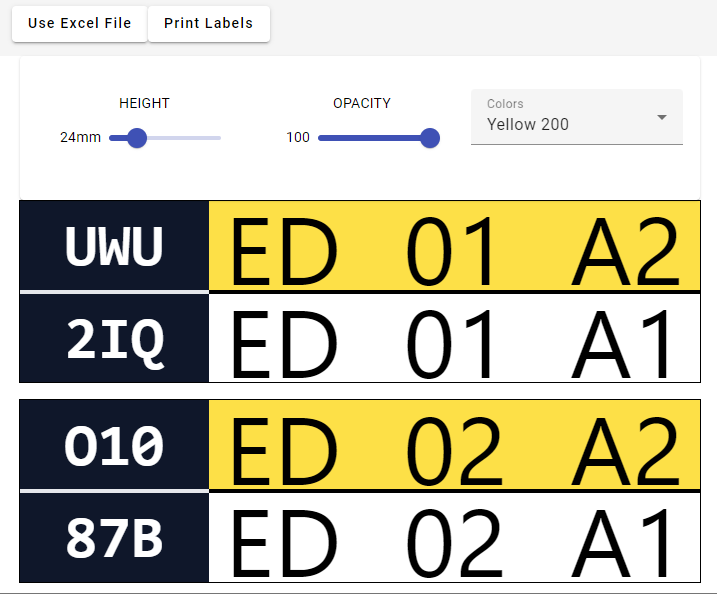 Use Excel File Print Labels
HEIGHT OPACITY Colors
24mm 100 Yellow 200
UWU ED 01 A2
2IQ ED 01 A1
O10 ED 02 A2
87B ED 02 A1